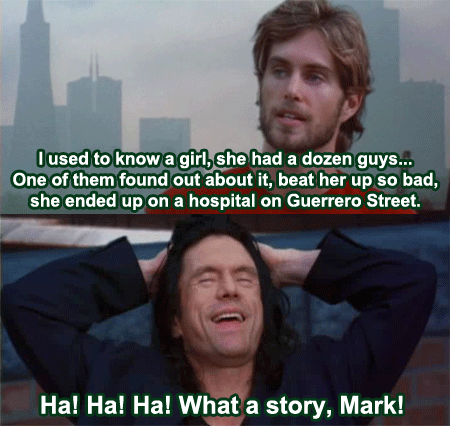 I used to know a girl, she had a dozen guys...
One of them found out about it, beat her up so bad,
she ended up on a hospital on Guerrero Street.
Ha! Ha! Ha! What a story, Mark!